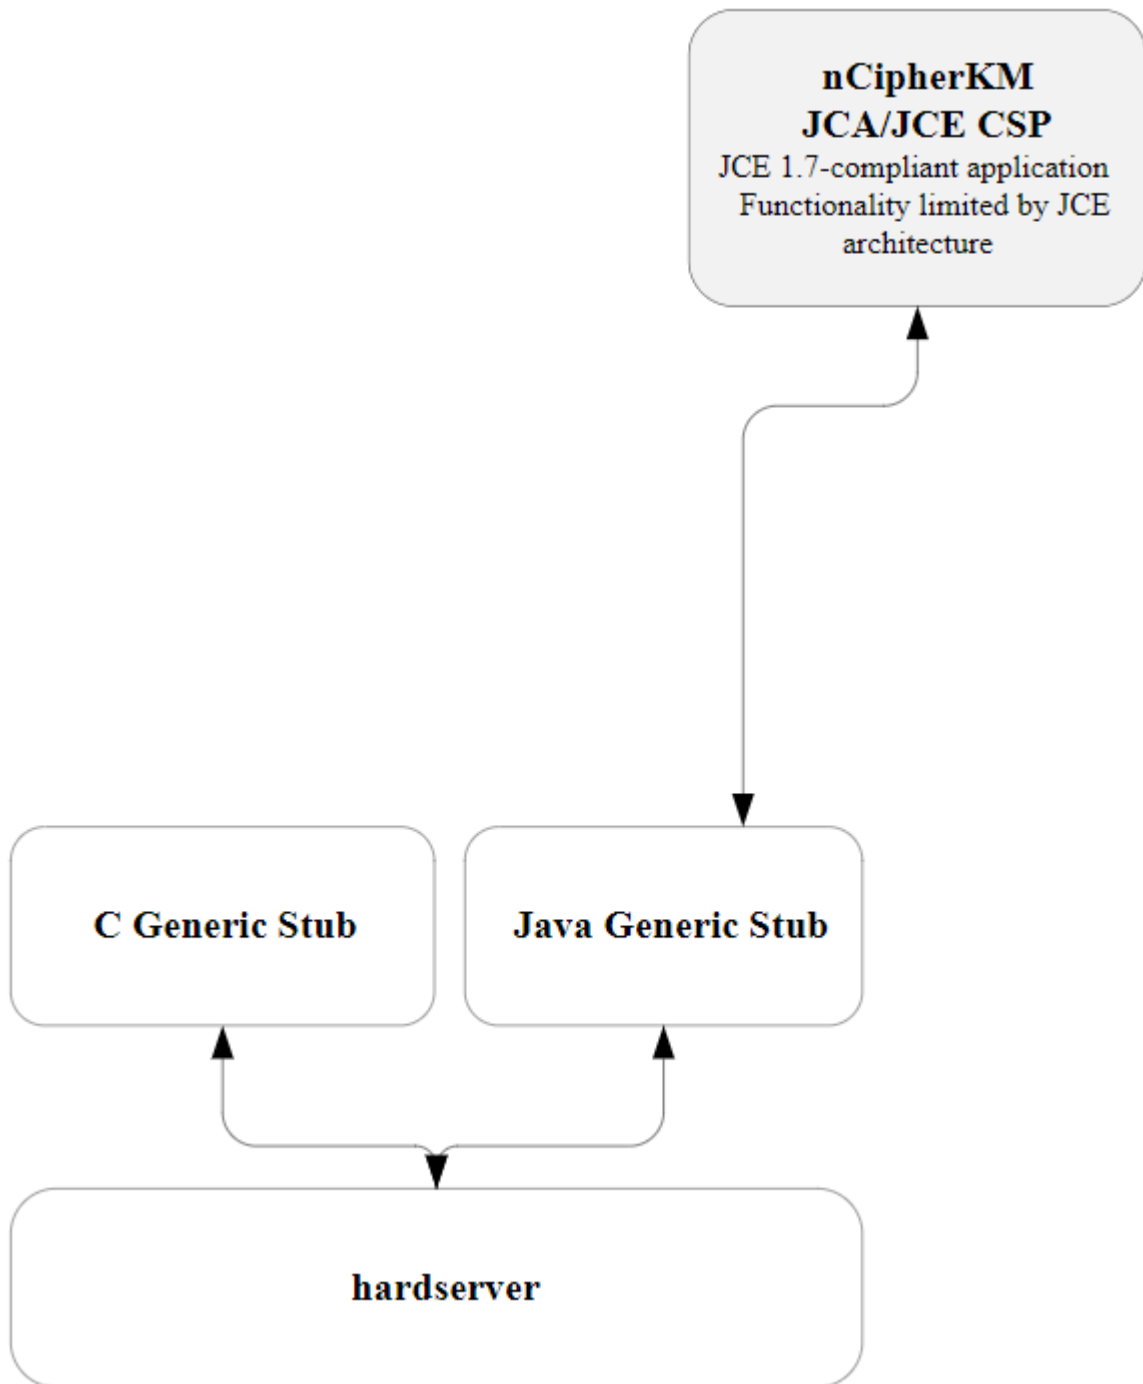 nCipherKM
JCA/JCE CSP
JCE 1.7-compliant application
Functionality limited by JCE
architecture
C Generic Stub
Java Generic Stub
hardserver